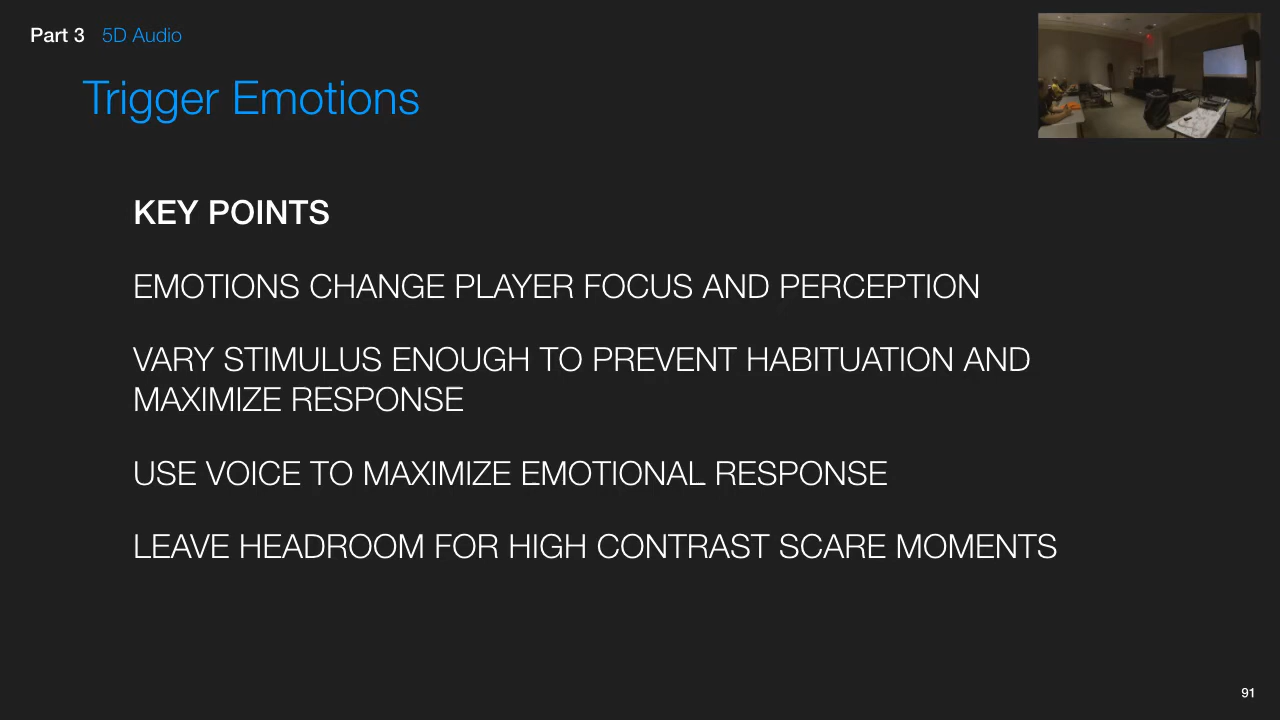 Part 3 5D Audio
Trigger Emotions
KEY POINTS
EMOTIONS CHANGE PLAYER FOCUS AND PERCEPTION
VARY STIMULUS ENOUGH TO PREVENT HABITUATION AND
MAXIMIZE RESPONSE
USE VOICE TO MAXIMIZE EMOTIONAL RESPONSE
LEAVE HEADROOM FOR HIGH CONTRAST SCARE MOMENTS
91